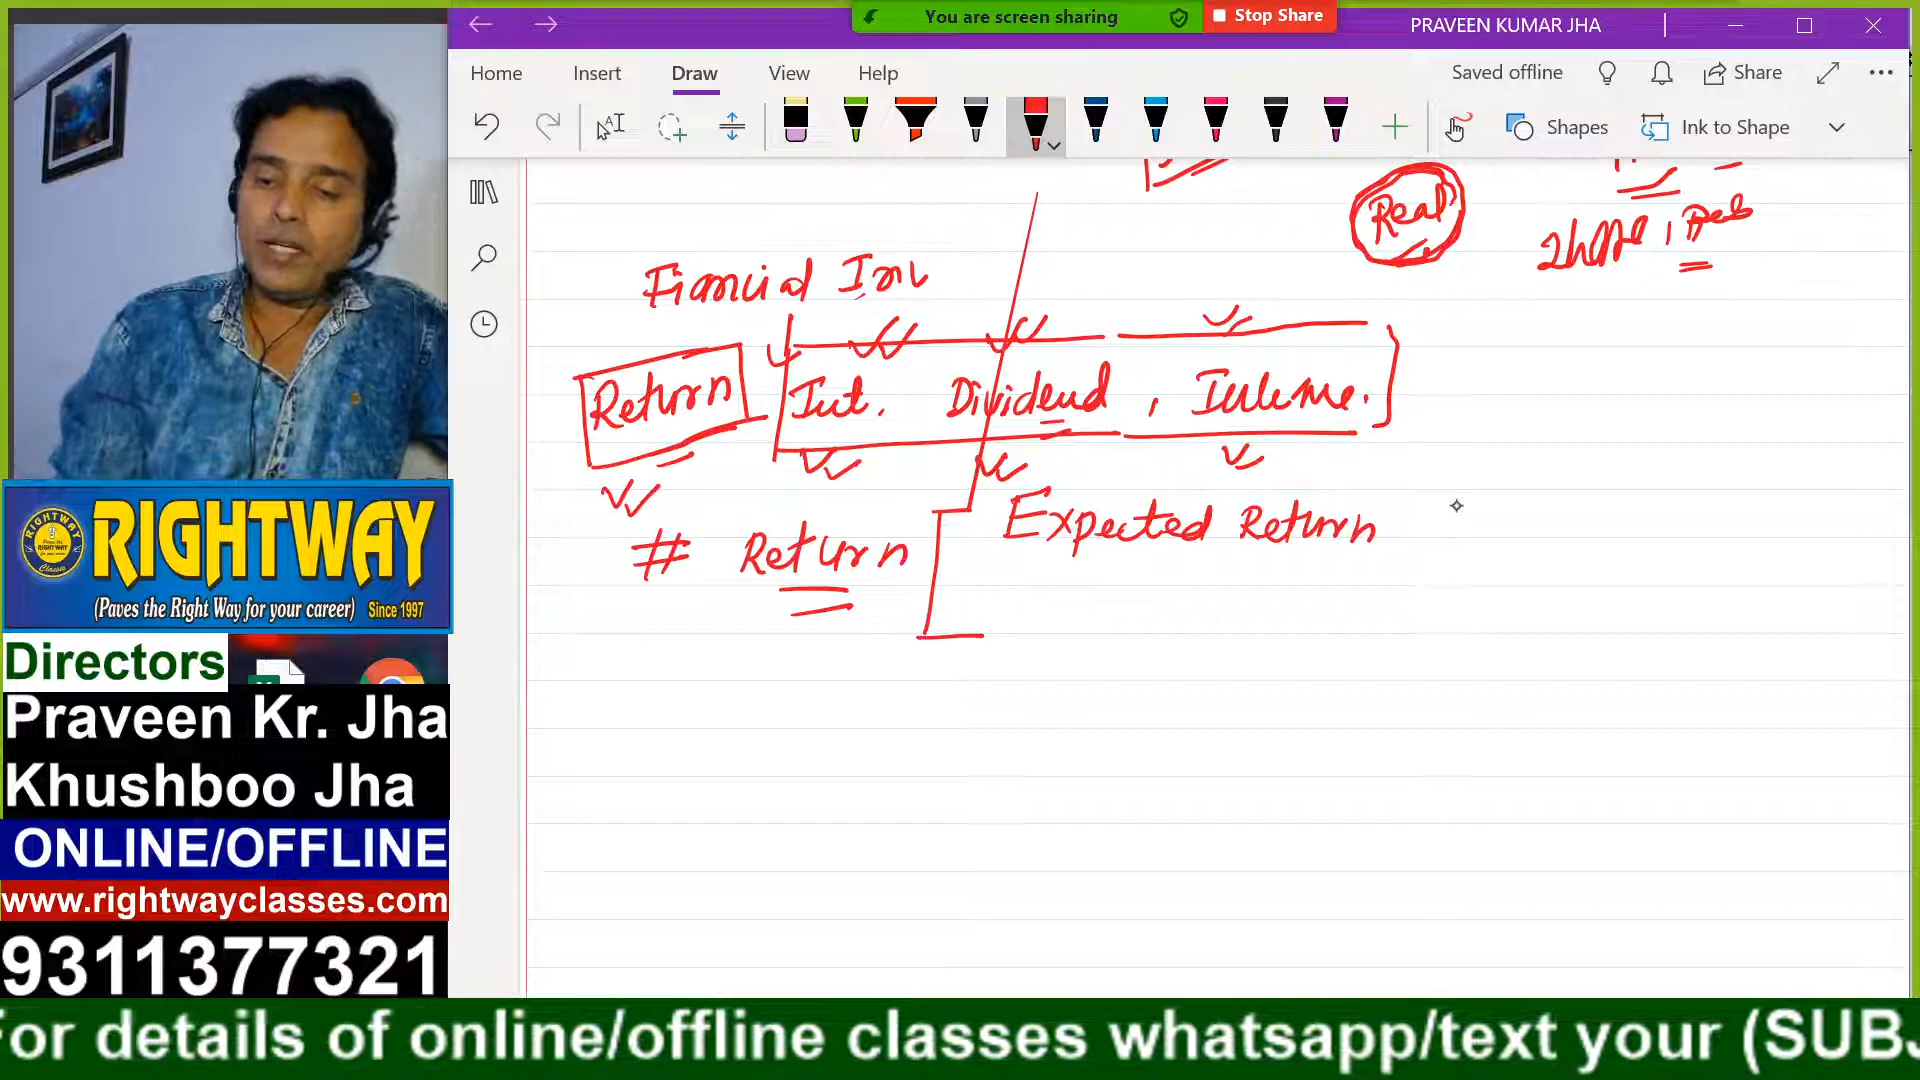 You are screen sharing
Stop Share
PRAVEEN KUMAR JHA
Home Insert Draw View Help
Saved offline Share
Shapes Ink to Shape
Real
Share, Deb
Financial Inv
Return Int. Dividend,
Expected Return
# Return
RIGHTWAY
RIGHTWAY
(Paves the Right Way for your career) Since 1997
Directors
Praveen Kr. Jha
Khushboo Jha
ONLINE/OFFLINE
www.rightwayclasses.com
9311377321
For details of online/offline classes whatsapp/text your (SUBJ